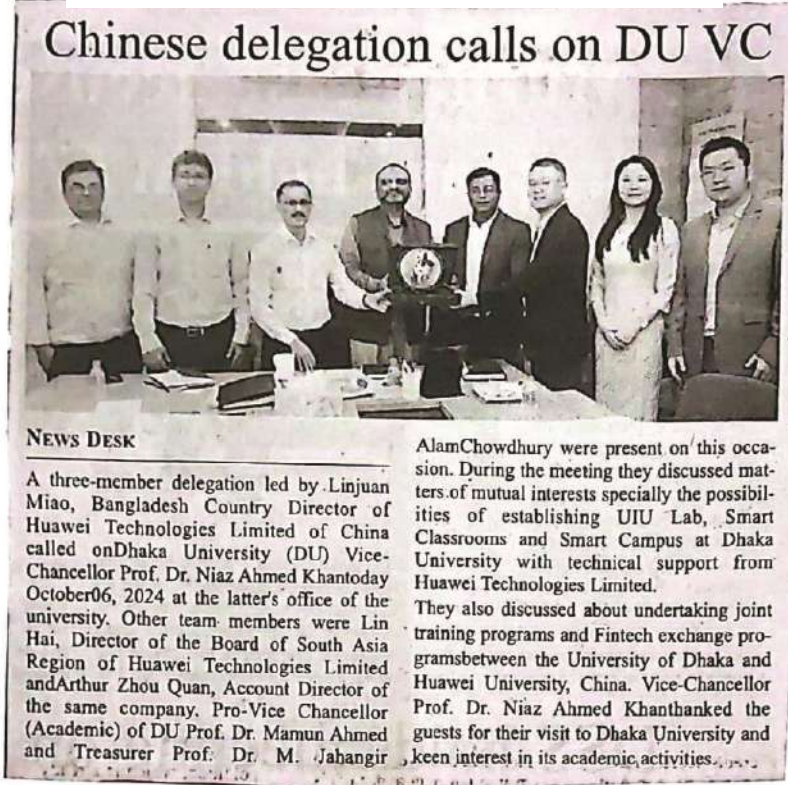 Chinese delegation calls on DU VC
NEWS DESK
A three-member delegation led by Linjuan
Miao, Bangladesh Country Director of
Huawei Technologies Limited of China
called onDhaka University (DU) Vice-
Chancellor Prof. Dr. Niaz Ahmed Khantoday
October06, 2024 at the latter's office of the
university. Other team members were Lin
Hai, Director of the Board of South Asia
Region of Huawei Technologies Limited
andArthur Zhou Quan, Account Director of
the same company. Pro-Vice Chancellor
(Academic) of DU Prof. Dr. Mamun Ahmed
and Treasurer Prof. Dr. M. Jahangir
AlamChowdhury were present on this occa-
sion. During the meeting they discussed mat-
ters of mutual interests specially the possibil-
ities of establishing UIU Lab, Smart
Classrooms and Smart Campus at Dhaka
University with technical support from
Huawei Technologies Limited.
They also discussed about undertaking joint
training programs and Fintech exchange pro-
gramsbetween the University of Dhaka and
Huawei University, China. Vice-Chancellor
Prof. Dr. Niaz Ahmed Khanthanked the
guests for their visit to Dhaka University and
keen interest in its academic activities.